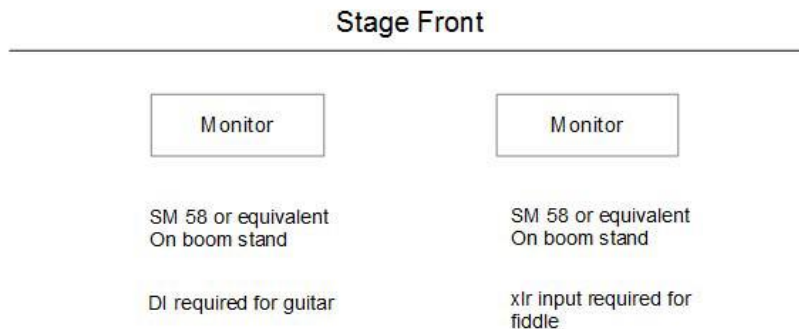 Stage Front
Monitor
Monitor
SM 58 or equivalent
On boom stand
SM 58 or equivalent
On boom stand
DI required for guitar
xlr input required for
fiddle